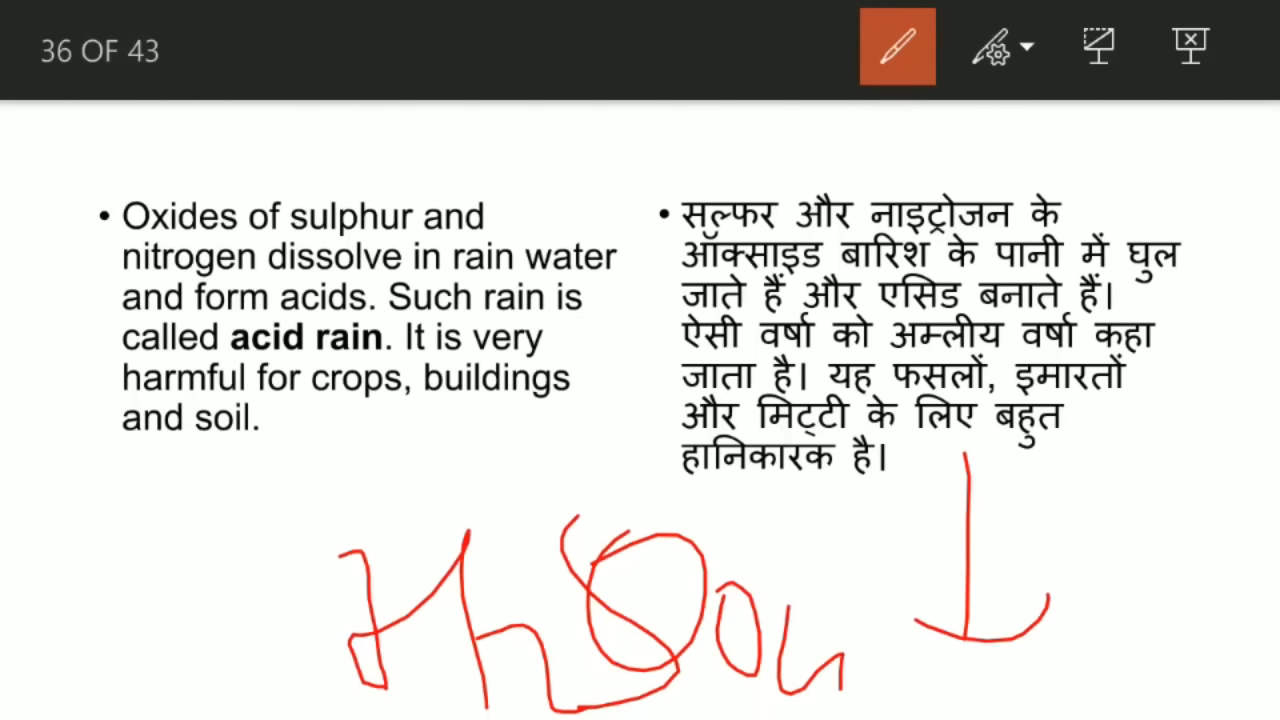 36 OF 43
• Oxides of sulphur and
nitrogen dissolve in rain water
and form acids. Such rain is
called acid rain. It is very
harmful for crops, buildings
and soil.
• सल्फर और नाइट्रोजन के
ऑक्साइड बारिश के पानी में घुल
जाते हैं और एसिड बनाते हैं।
ऐसी वर्षा को अम्लीय वर्षा कहा
जाता है। यह फसलों, इमारतों
और मिट्टी के लिए बहुत
हानिकारक है।